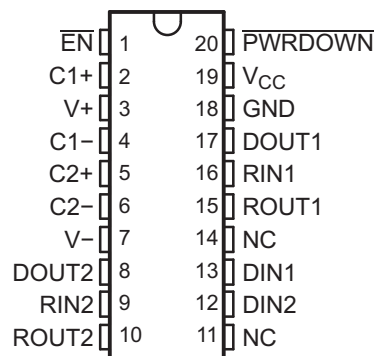 EN 1 20 PWRDOWN
C1+ 2 19 VCC
V+ 3 18 GND
C1− 4 17 DOUT1
C2+ 5 16 RIN1
C2− 6 15 ROUT1
V− 7 14 NC
DOUT2 8 13 DIN1
RIN2 9 12 DIN2
ROUT2 10 11 NC